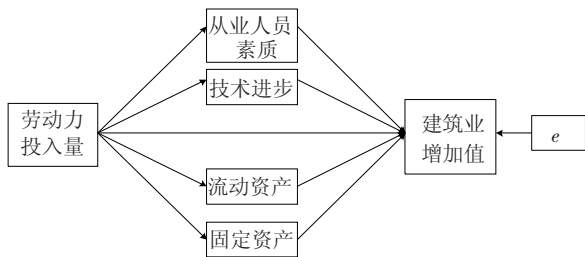 从业人员
素质
技术进步
劳动力
投入量
建筑业
增加值
e
流动资产
固定资产